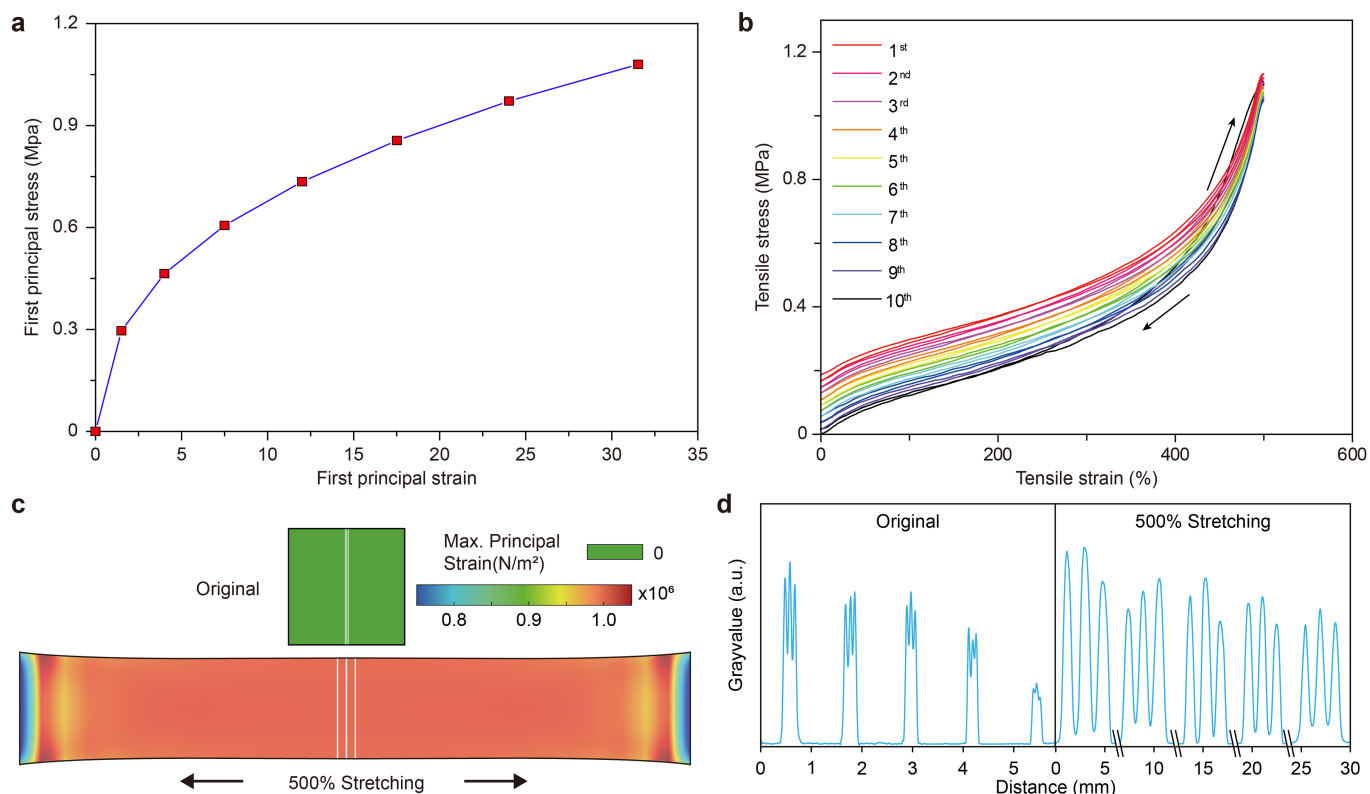 a
1.2
0.9
0.6
0.3
0
First principal stress (Mpa)
0 5 10 15 20 25 30 35
First principal strain
b
1.2
0.8
0.4
0
Tensile stress (MPa)
1st
2nd
3rd
4th
5th
6th
7th
8th
9th
10th
0 200 400 600
Tensile strain (%)
c
Original
Max. Principal
Strain(N/m²)
0
x10⁶
0.8 0.9 1.0
500% Stretching
d
Original
500% Stretching
Grayvalue (a.u.)
0 1 2 3 4 5 0 5 10 15 20 25 30
Distance (mm)